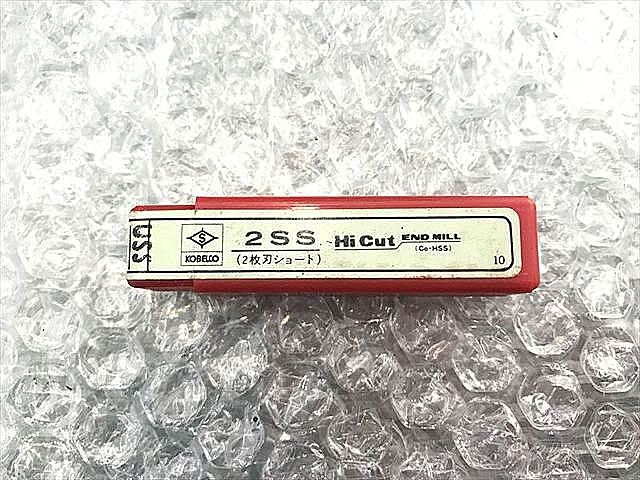 S
KOBELCO
2SS
(2枚刃ショート)
Hi Cut END MILL
(Co-HSS)
10